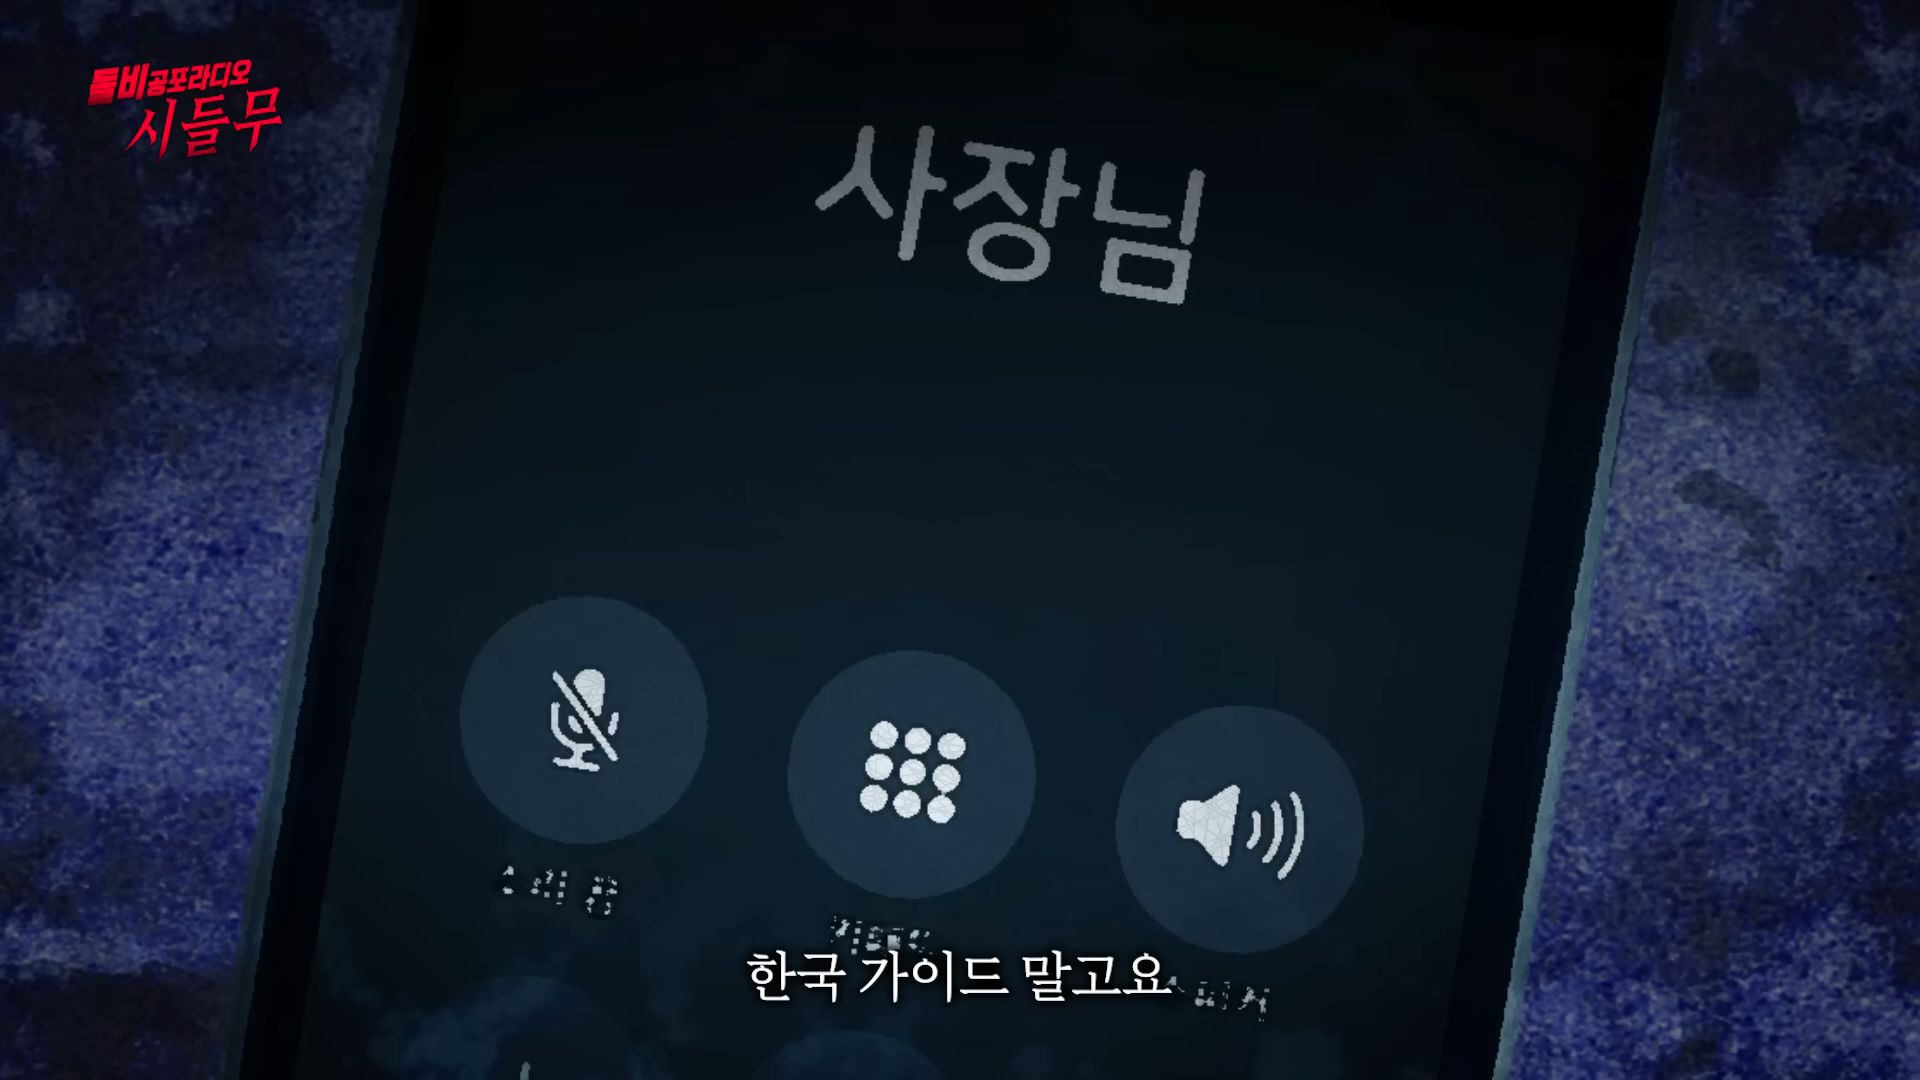 돌비공포라디오
시들무
사장님
한국 가이드 말고요